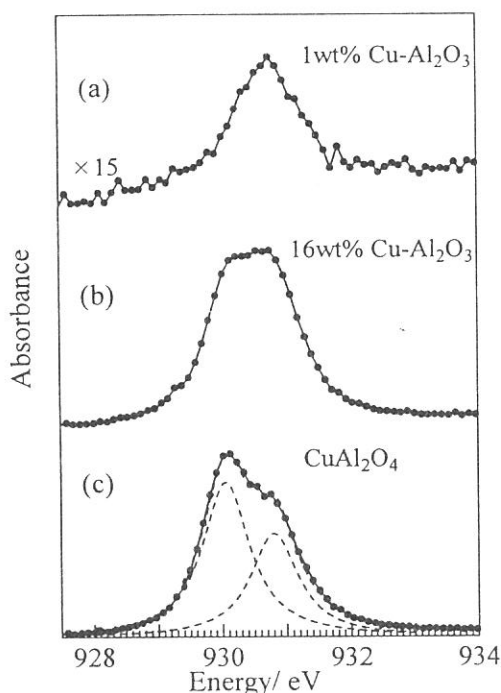 1wt% Cu-Al₂O₃
(a)
×15
16wt% Cu-Al₂O₃
(b)
Absorbance
CuAl₂O₄
(c)
928 930 932 934
Energy/ eV